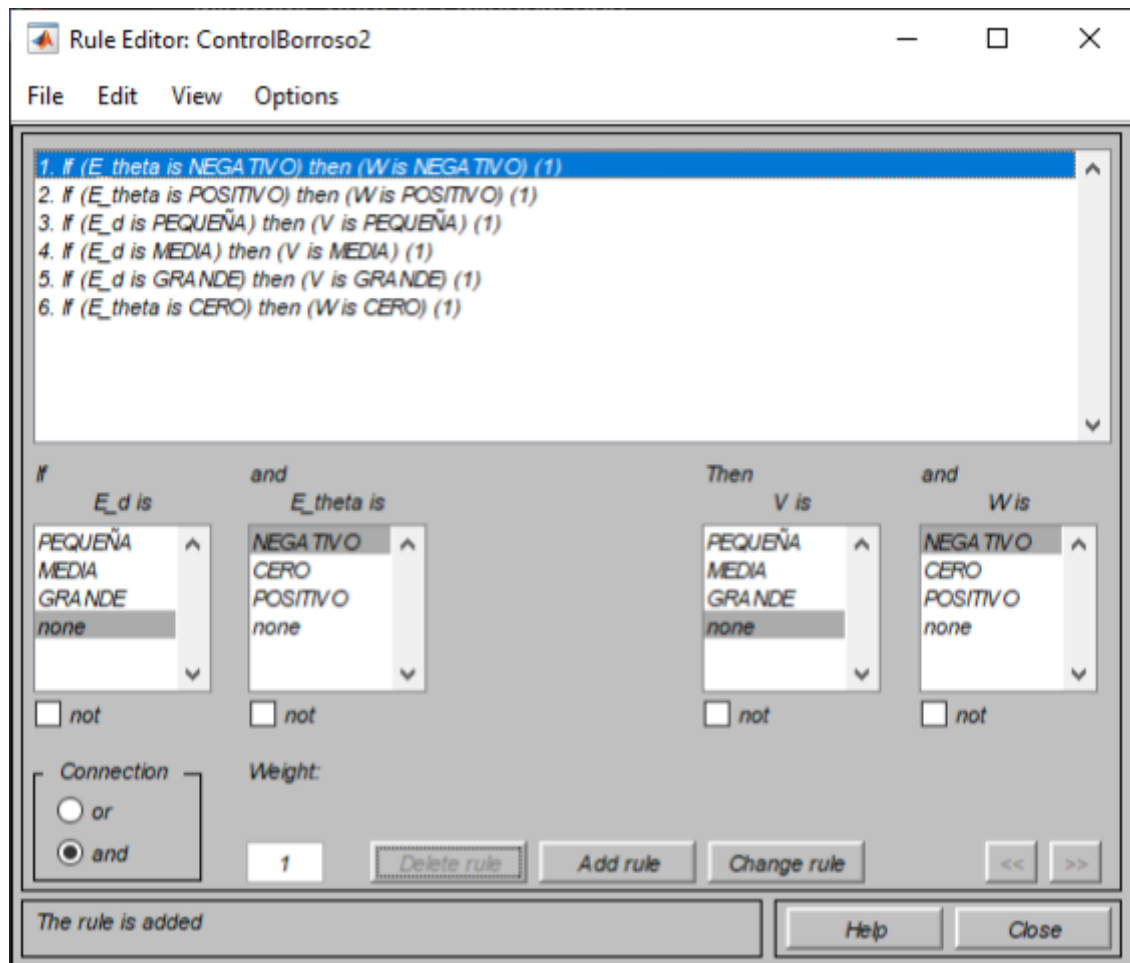 Rule Editor: ControlBorroso2
File Edit View Options
1. If (E_theta is NEGATIVO) then (W is NEGATIVO) (1)
2. If (E_theta is POSITIVO) then (W is POSITIVO) (1)
3. If (E_d is PEQUEÑA) then (V is PEQUEÑA) (1)
4. If (E_d is MEDIA) then (V is MEDIA) (1)
5. If (E_d is GRANDE) then (V is GRANDE) (1)
6. If (E_theta is CERO) then (W is CERO) (1)
If and Then and
E_d is E_theta is V is W is
PEQUEÑA NEGATIVO PEQUEÑA NEGATIVO
MEDIA CERO MEDIA CERO
GRANDE POSITIVO GRANDE POSITIVO
none none none none
not not not not
Connection Weight:
or
and 1 Delete rule Add rule Change rule << >>
The rule is added Help Close